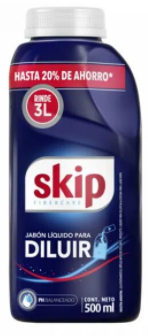 HASTA 20% DE AHORRO*
RINDE
3L
skip
FIBERCARE
JABÓN LÍQUIDO PARA
DILUIR
PH BALANCEADO
CONT. NETO
500 ml